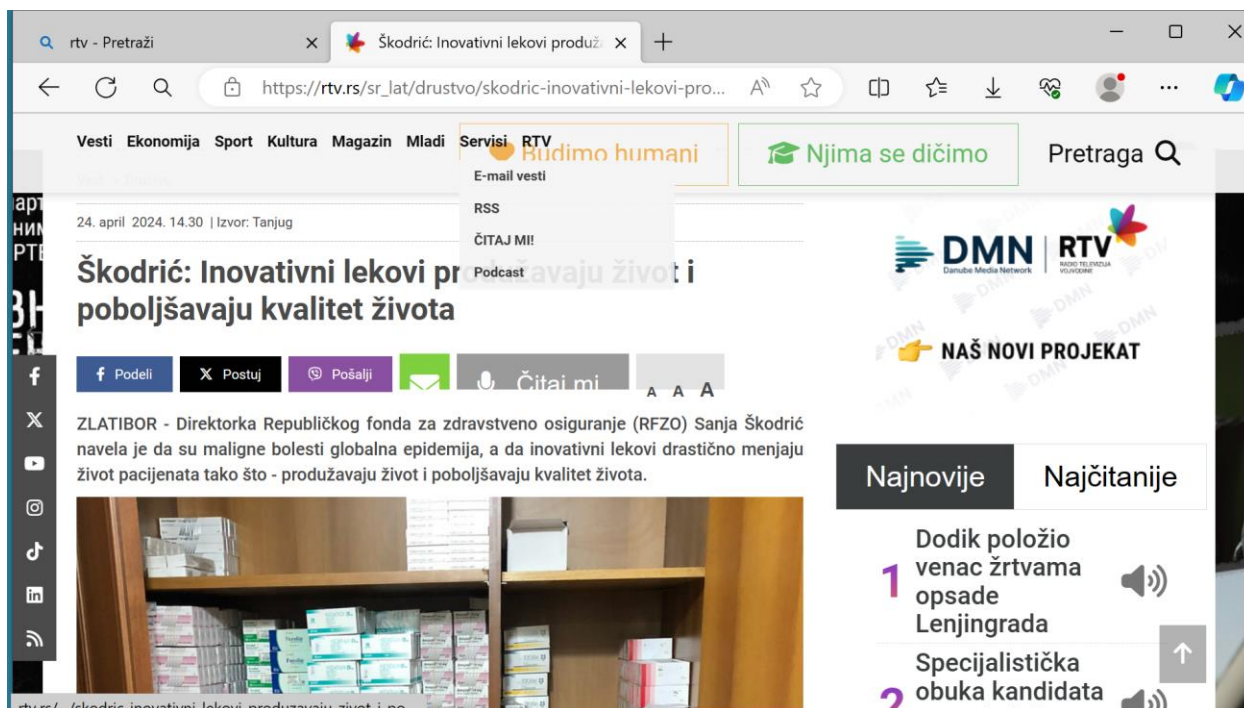 rtv - Pretraži
Škodrić: Inovativni lekovi produž
https://rtv.rs/sr_lat/drustvo/skodric-inovativni-lekovi-pro...
Vesti Ekonomija Sport Kultura Magazin Mladi Servisi RTV
Budimo humani
Njima se dičimo
Pretraga
E-mail vesti
RSS
ČITAJ MI!
Podcast
24. april 2024. 14.30 | Izvor: Tanjug
Škodrić: Inovativni lekovi produžavaju život i
poboljšavaju kvalitet života
Podeli
Postuj
Pošalji
Čitaj mi
A A A
ZLATIBOR - Direktorka Republičkog fonda za zdravstveno osiguranje (RFZO) Sanja Škodrić
navela je da su maligne bolesti globalna epidemija, a da inovativni lekovi drastično menjaju
život pacijenata tako što - produžavaju život i poboljšavaju kvalitet života.
DMN | RTV
Danube Media Network
RADIO TELEVIZIJA
VOJVODINE
NAŠ NOVI PROJEKAT
Najnovije
Najčitanije
1
Dodik položio
venac žrtvama
opsade
Lenjingrada
2
Specijalistička
obuka kandidata